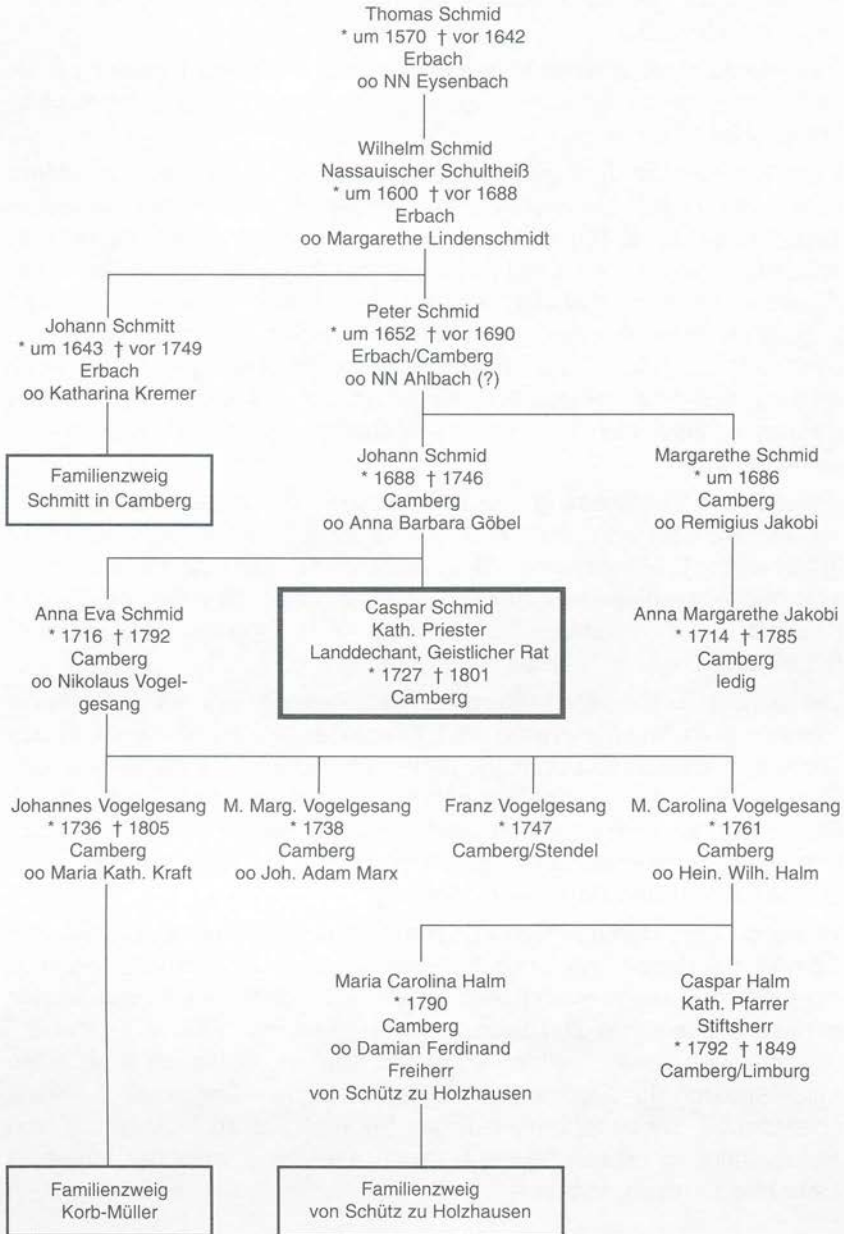 Thomas Schmid
* um 1570 † vor 1642
Erbach
oo NN Eysenbach
Wilhelm Schmid
Nassauischer Schultheiß
* um 1600 † vor 1688
Erbach
oo Margarethe Lindenschmidt
Johann Schmitt
* um 1643 † vor 1749
Erbach
oo Katharina Kremer
Peter Schmid
* um 1652 † vor 1690
Erbach/Camberg
oo NN Ahlbach (?)
Familienzweig
Schmitt in Camberg
Johann Schmid
* 1688 † 1746
Camberg
oo Anna Barbara Göbel
Margarethe Schmid
* um 1686
Camberg
oo Remigius Jakobi
Anna Eva Schmid
* 1716 † 1792
Camberg
oo Nikolaus Vogel-
gesang
Caspar Schmid
Kath. Priester
Landdechant, Geistlicher Rat
* 1727 † 1801
Camberg
Anna Margarethe Jakobi
* 1714 † 1785
Camberg
ledig
Johannes Vogelgesang
* 1736 † 1805
Camberg
oo Maria Kath. Kraft
M. Marg. Vogelgesang
* 1738
Camberg
oo Joh. Adam Marx
Franz Vogelgesang
* 1747
Camberg/Stendel
M. Carolina Vogelgesang
* 1761
Camberg
oo Hein. Wilh. Halm
Maria Carolina Halm
* 1790
Camberg
oo Damian Ferdinand
Freiherr
von Schütz zu Holzhausen
Caspar Halm
Kath. Pfarrer
Stiftsherr
* 1792 † 1849
Camberg/Limburg
Familienzweig
Korb-Müller
Familienzweig
von Schütz zu Holzhausen